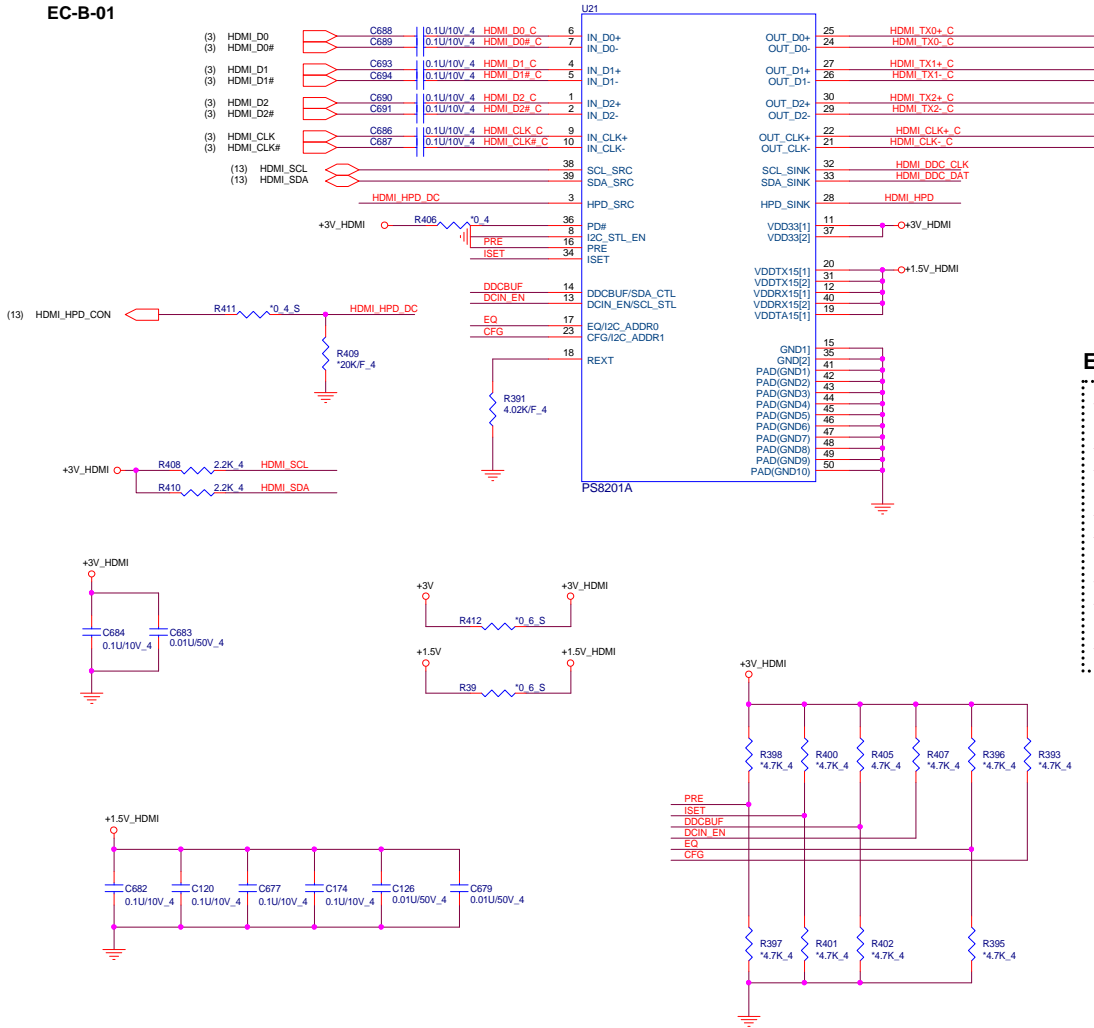 EC-B-01
U21
(3) HDMI_D0 C688 0.1U/10V_4 HDMI_D0_C 6 IN_D0+ OUT_D0+ 25 HDMI_TX0+_C
(3) HDMI_D0# C689 0.1U/10V_4 HDMI_D0#_C 7 IN_D0- OUT_D0- 24 HDMI_TX0-_C
(3) HDMI_D1 C693 0.1U/10V_4 HDMI_D1_C 4 IN_D1+ OUT_D1+ 27 HDMI_TX1+_C
(3) HDMI_D1# C694 0.1U/10V_4 HDMI_D1#_C 5 IN_D1- OUT_D1- 26 HDMI_TX1-_C
(3) HDMI_D2 C690 0.1U/10V_4 HDMI_D2_C 1 IN_D2+ OUT_D2+ 30 HDMI_TX2+_C
(3) HDMI_D2# C691 0.1U/10V_4 HDMI_D2#_C 2 IN_D2- OUT_D2- 29 HDMI_TX2-_C
(3) HDMI_CLK C686 0.1U/10V_4 HDMI_CLK_C 9 IN_CLK+ OUT_CLK+ 22 HDMI_CLK+_C
(3) HDMI_CLK# C687 0.1U/10V_4 HDMI_CLK#_C 10 IN_CLK- OUT_CLK- 21 HDMI_CLK-_C
(13) HDMI_SCL 38 SCL_SRC SCL_SINK 32 HDMI_DDC_CLK
(13) HDMI_SDA 39 SDA_SRC SDA_SINK 33 HDMI_DDC_DAT
HDMI_HPD_DC 3 HPD_SRC HPD_SINK 28 HDMI_HPD
+3V_HDMI R406 *0_4 36 PD# VDD33[1] 11 +3V_HDMI
8 I2C_STL_EN VDD33[2] 37
PRE 16 PRE
ISET 34 ISET
VDDTX15[1] 20 +1.5V_HDMI
VDDTX15[2] 31
DDCBUF 14 DDCBUF/SDA_CTL VDDRX15[1] 12
DCIN_EN 13 DCIN_EN/SCL_STL VDDRX15[2] 40
VDDTA15[1] 19
(13) HDMI_HPD_CON R411 *0_4_S HDMI_HPD_DC
EQ 17 EQ/I2C_ADDR0
CFG 23 CFG/I2C_ADDR1
R409
*20K/F_4
18 REXT
GND1] 15
GND[2] 35
PAD(GND1) 41
PAD(GND2) 42
PAD(GND3) 43
PAD(GND4) 44
PAD(GND5) 45
PAD(GND6) 46
PAD(GND7) 47
PAD(GND8) 48
PAD(GND9) 49
PAD(GND10) 50
E
R391
4.02K/F_4
PS8201A
+3V_HDMI R408 2.2K_4 HDMI_SCL
R410 2.2K_4 HDMI_SDA
+3V_HDMI
C684
0.1U/10V_4
C683
0.01U/50V_4
+3V +3V_HDMI
R412 *0_6_S
+1.5V +1.5V_HDMI
R39 *0_6_S
+3V_HDMI
R398 R400 R405 R407 R396 R393
*4.7K_4 *4.7K_4 4.7K_4 *4.7K_4 *4.7K_4 *4.7K_4
PRE
ISET
DDCBUF
DCIN_EN
EQ
CFG
+1.5V_HDMI
C682 C120 C677 C174 C126 C679
0.1U/10V_4 0.1U/10V_4 0.1U/10V_4 0.1U/10V_4 0.01U/50V_4 0.01U/50V_4
R397 R401 R402 R395
*4.7K_4 *4.7K_4 *4.7K_4 *4.7K_4